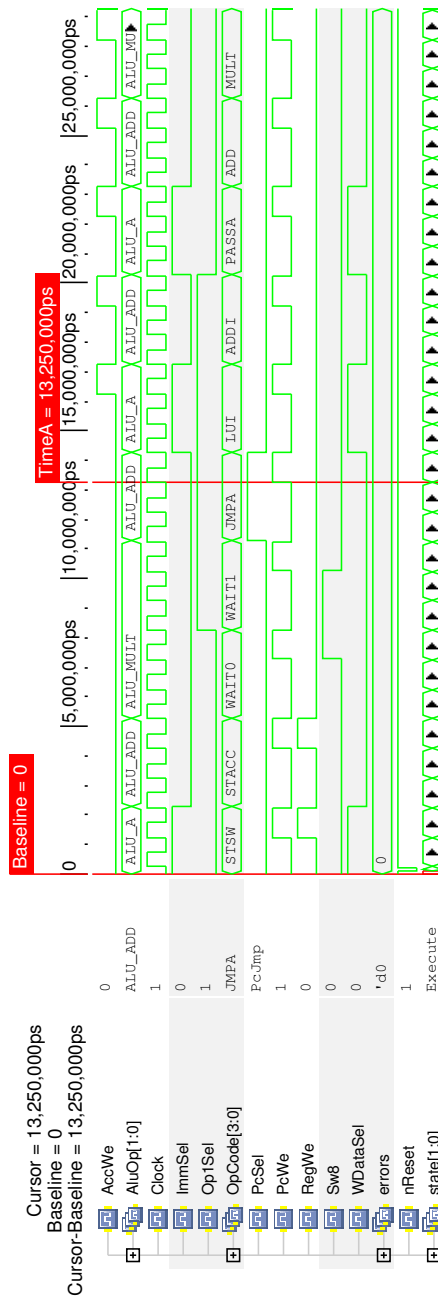 Cursor = 13,250,000ps
Baseline = 0
Cursor-Baseline = 13,250,000ps
Baseline = 0
TimeA = 13,250,000ps
0 |5,000,000ps |10,000,000ps |15,000,000ps |20,000,000ps |25,000,000ps
AccWe 0
AluOp[1:0] ALU_ADD ALU_A ALU_ADD ALU_MULT ALU_ADD ALU_A ALU_ADD ALU_A ALU_ADD ALU_MU
Clock 1
ImmSel 0
Op1Sel 1
OpCode[3:0] JMPA STSW STACC WAIT0 WAIT1 JMPA LUI ADDI PASSA ADD MULT
PcSel PcJmp
PcWe 1
RegWe 0
Sw8 0
WDataSel 0
errors 'd0 0
nReset 1
state[1:0] Execute